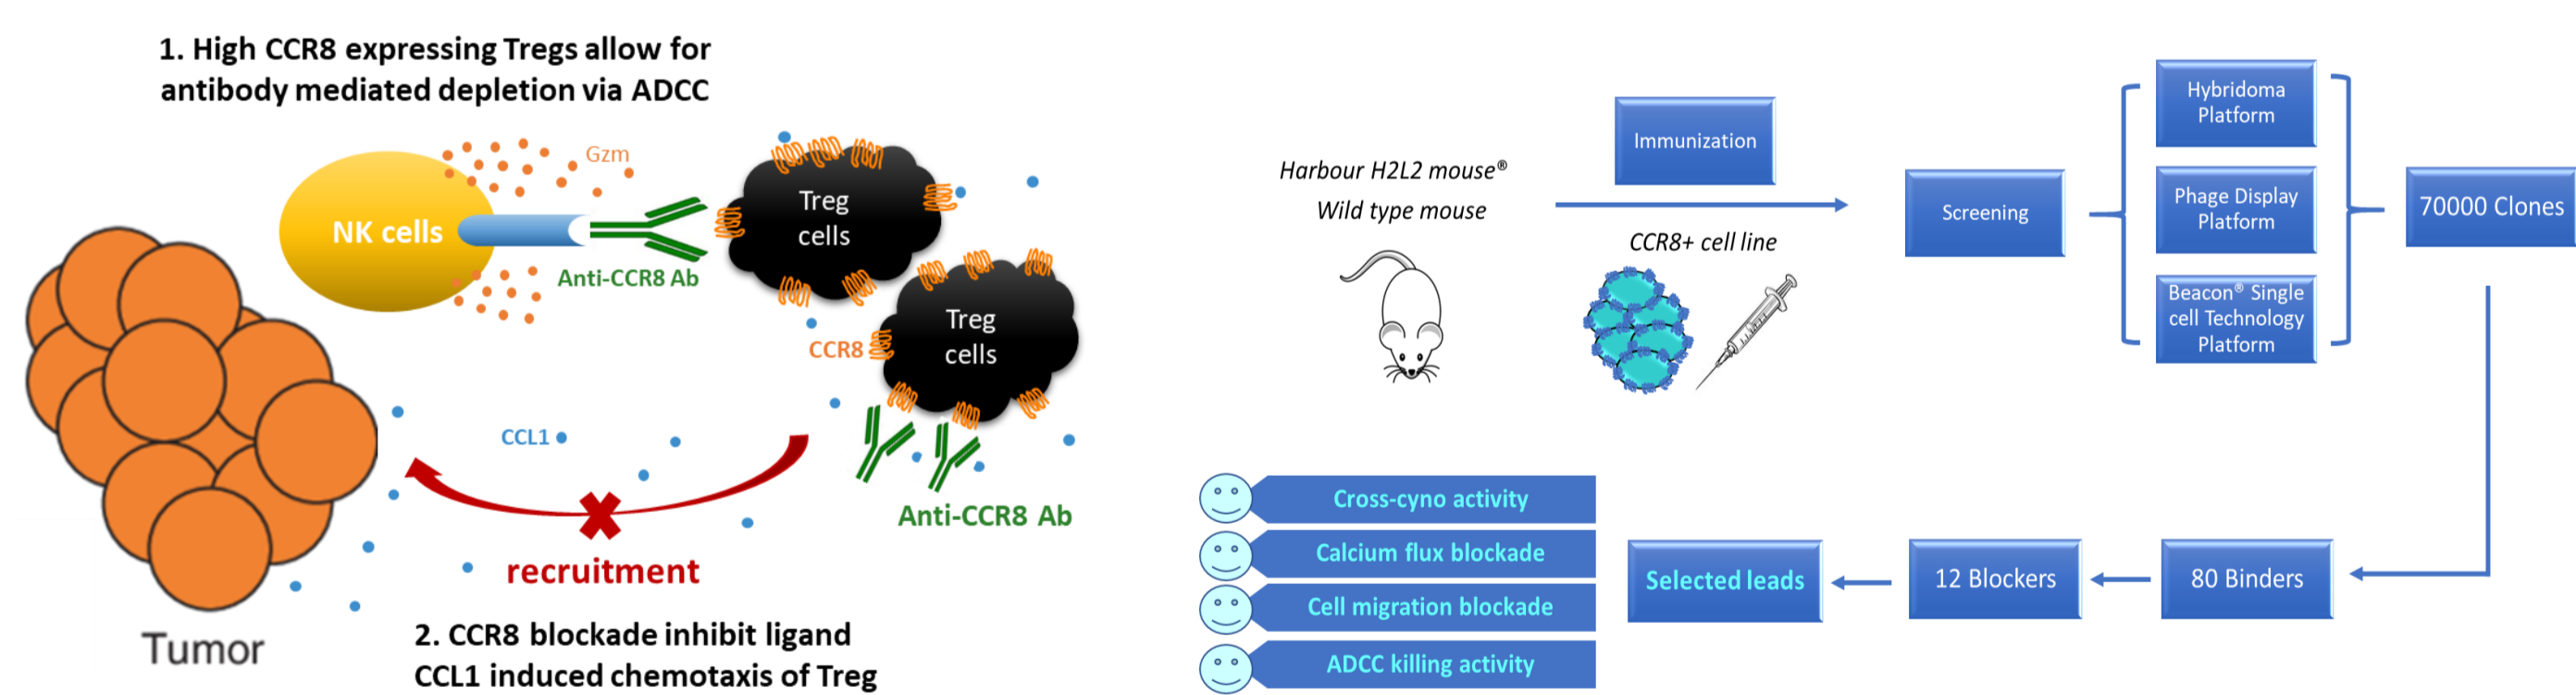 1. High CCR8 expressing Tregs allow for
antibody mediated depletion via ADCC
Gzm
NK cells
Anti-CCR8 Ab
Treg
cells
Treg
cells
CCR8
CCL1
Anti-CCR8 Ab
recruitment
Tumor
2. CCR8 blockade inhibit ligand
CCL1 induced chemotaxis of Treg
Harbour H2L2 mouse®
Wild type mouse
Immunization
CCR8+ cell line
Screening
Hybridoma
Platform
Phage Display
Platform
Beacon® Single
cell Technology
Platform
70000 Clones
80 Binders
12 Blockers
Selected leads
Cross-cyno activity
Calcium flux blockade
Cell migration blockade
ADCC killing activity